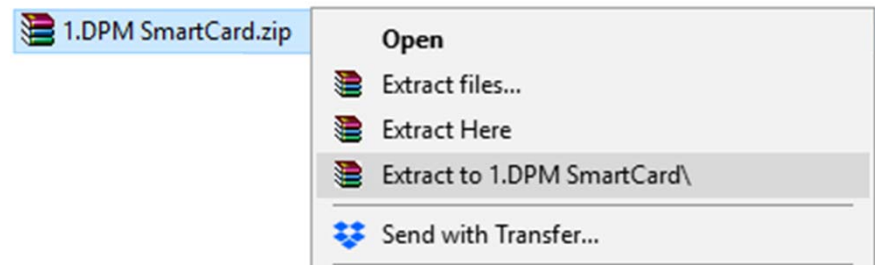 1.DPM SmartCard.zip
Open
Extract files...
Extract Here
Extract to 1.DPM SmartCard\
Send with Transfer...